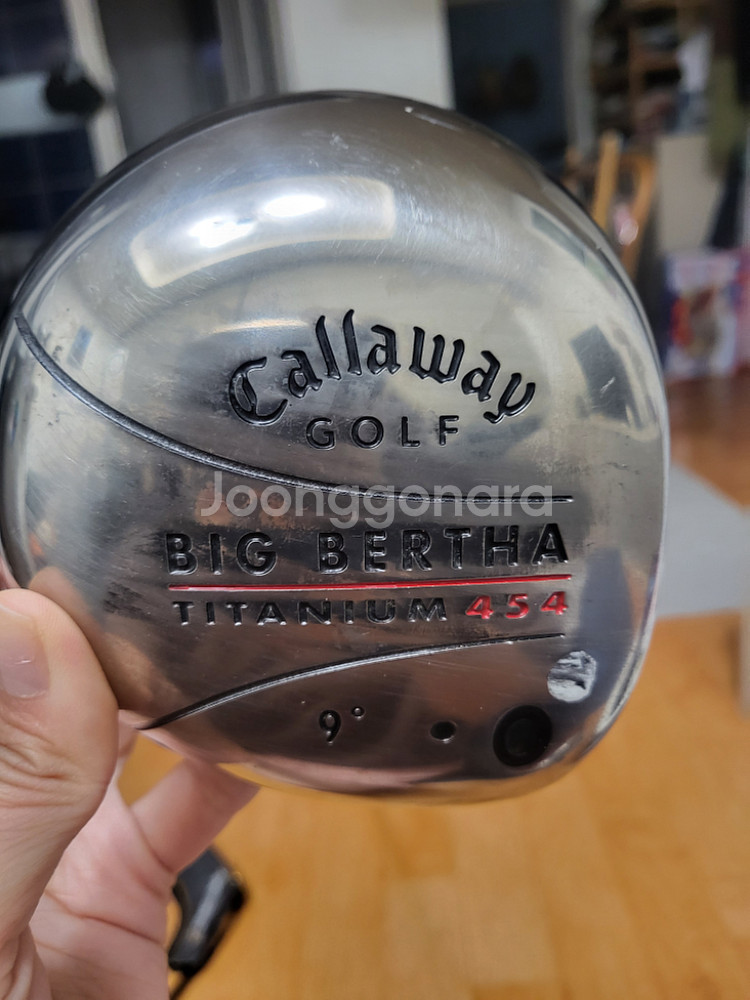 Callaway
GOLF
Joonggonara
BIG BERTHA
TITANIUM 454
9°